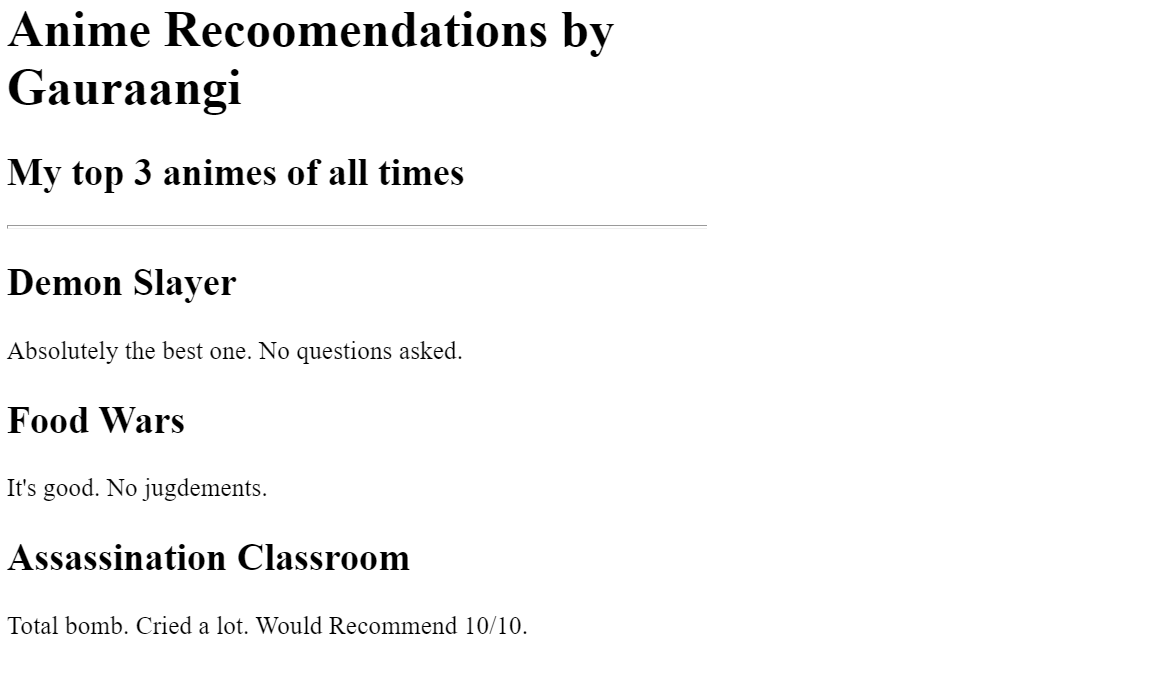 Anime Recoomendations by
Gauraangi
My top 3 animes of all times
Demon Slayer
Absolutely the best one. No questions asked.
Food Wars
It's good. No jugdements.
Assassination Classroom
Total bomb. Cried a lot. Would Recommend 10/10.